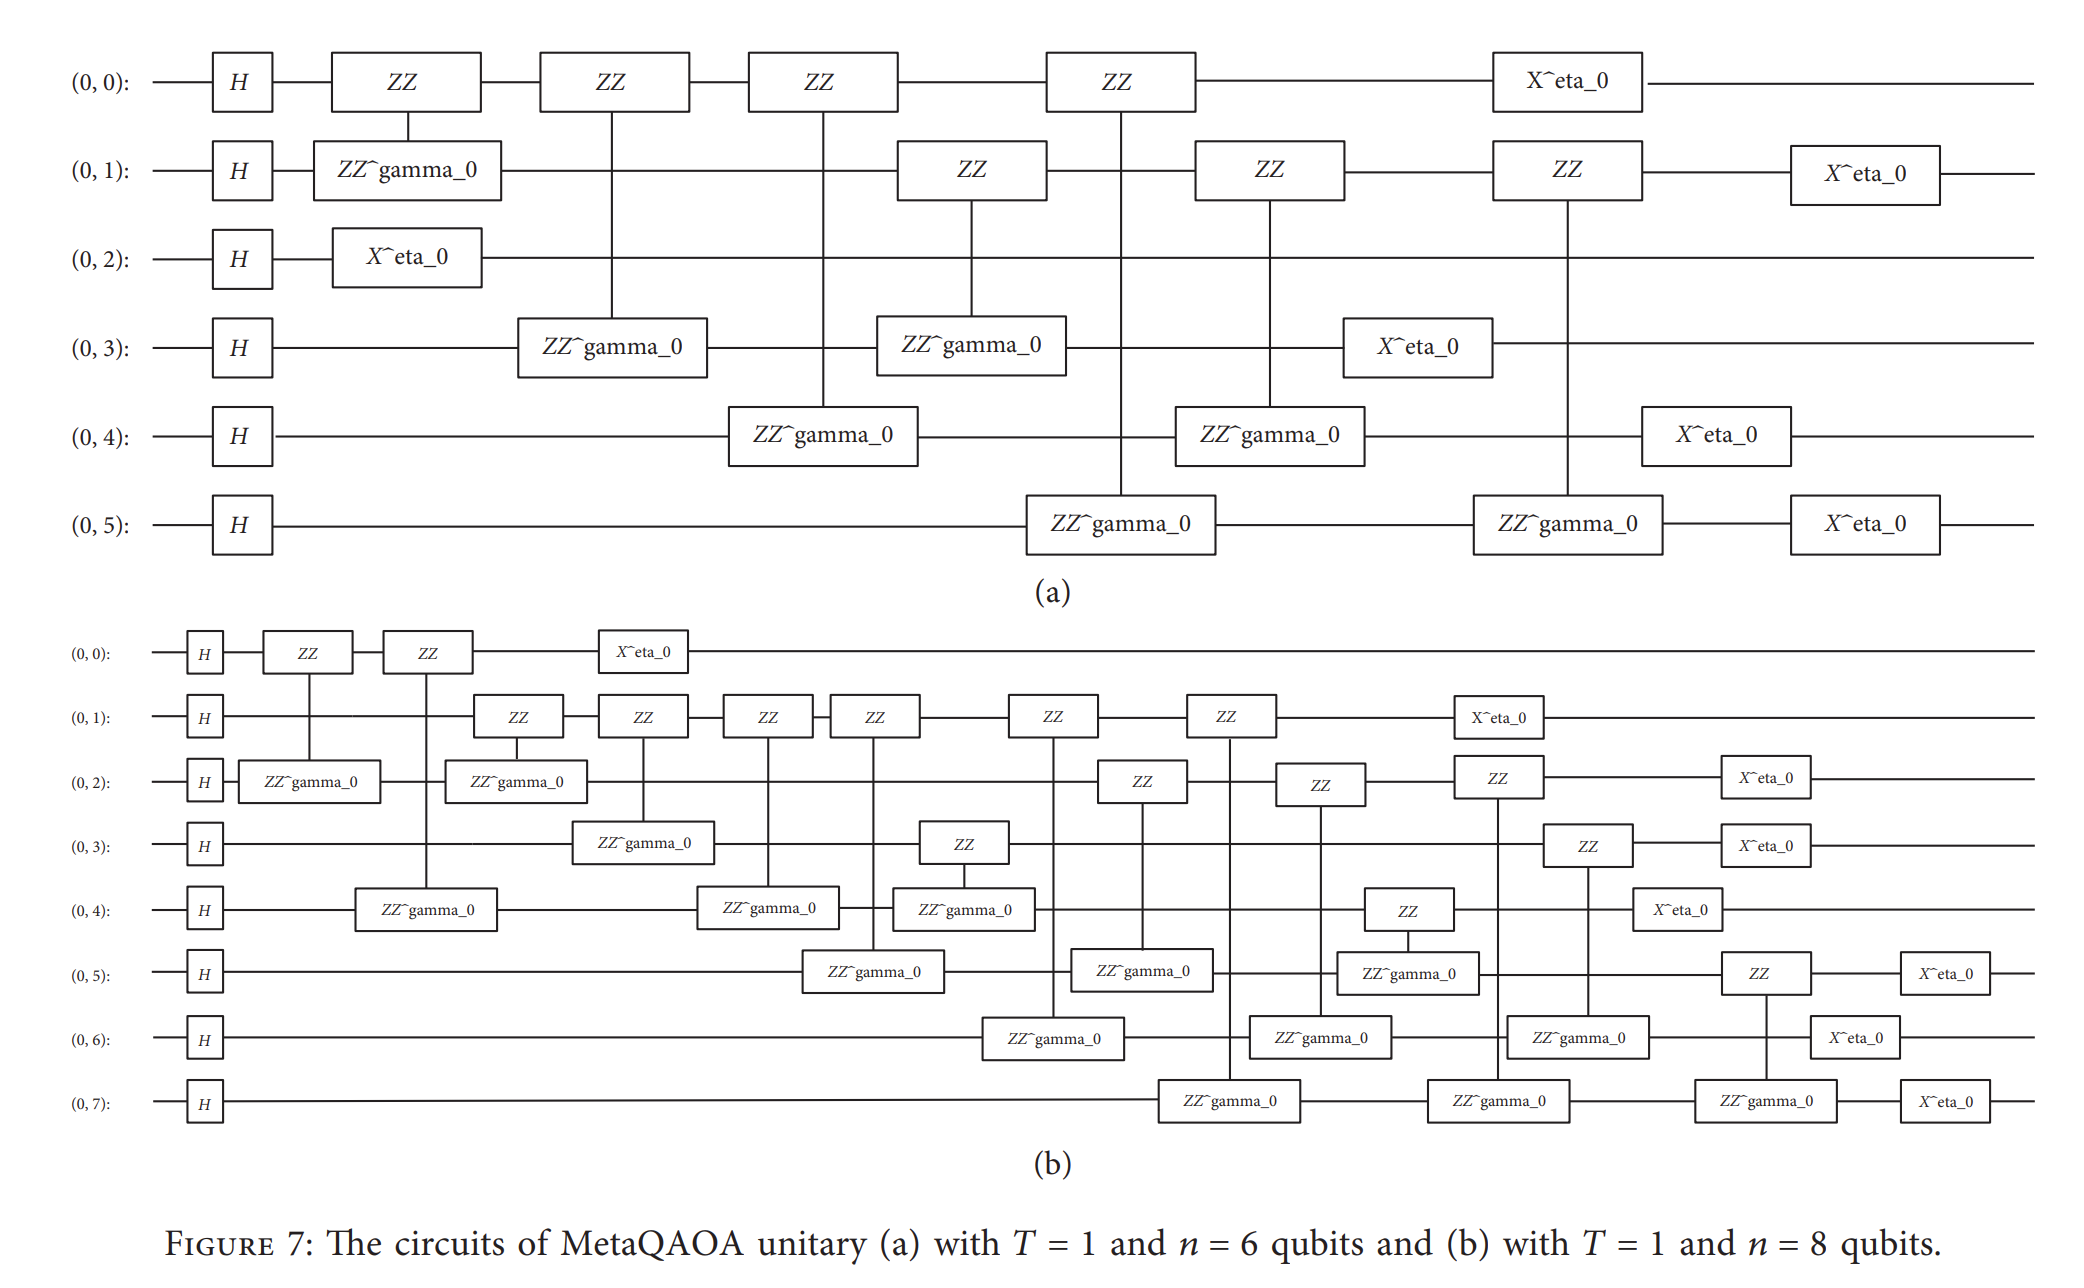 (0, 0): H ZZ ZZ ZZ ZZ X^eta_0
(0, 1): H ZZ^gamma_0 ZZ ZZ ZZ X^eta_0
(0, 2): H X^eta_0
(0, 3): H ZZ^gamma_0 ZZ^gamma_0 X^eta_0
(0, 4): H ZZ^gamma_0 ZZ^gamma_0 X^eta_0
(0, 5): H ZZ^gamma_0 ZZ^gamma_0 X^eta_0
(a)
(0, 0): H ZZ ZZ X^eta_0
(0, 1): H ZZ ZZ ZZ ZZ ZZ ZZ X^eta_0
(0, 2): H ZZ^gamma_0 ZZ^gamma_0 ZZ ZZ ZZ X^eta_0
(0, 3): H ZZ^gamma_0 ZZ ZZ X^eta_0
(0, 4): H ZZ^gamma_0 ZZ^gamma_0 ZZ^gamma_0 ZZ X^eta_0
(0, 5): H ZZ^gamma_0 ZZ^gamma_0 ZZ^gamma_0 ZZ X^eta_0
(0, 6): H ZZ^gamma_0 ZZ^gamma_0 ZZ^gamma_0 X^eta_0
(0, 7): H ZZ^gamma_0 ZZ^gamma_0 ZZ^gamma_0 X^eta_0
(b)
FIGURE 7: The circuits of MetaQAOA unitary (a) with T = 1 and n = 6 qubits and (b) with T = 1 and n = 8 qubits.